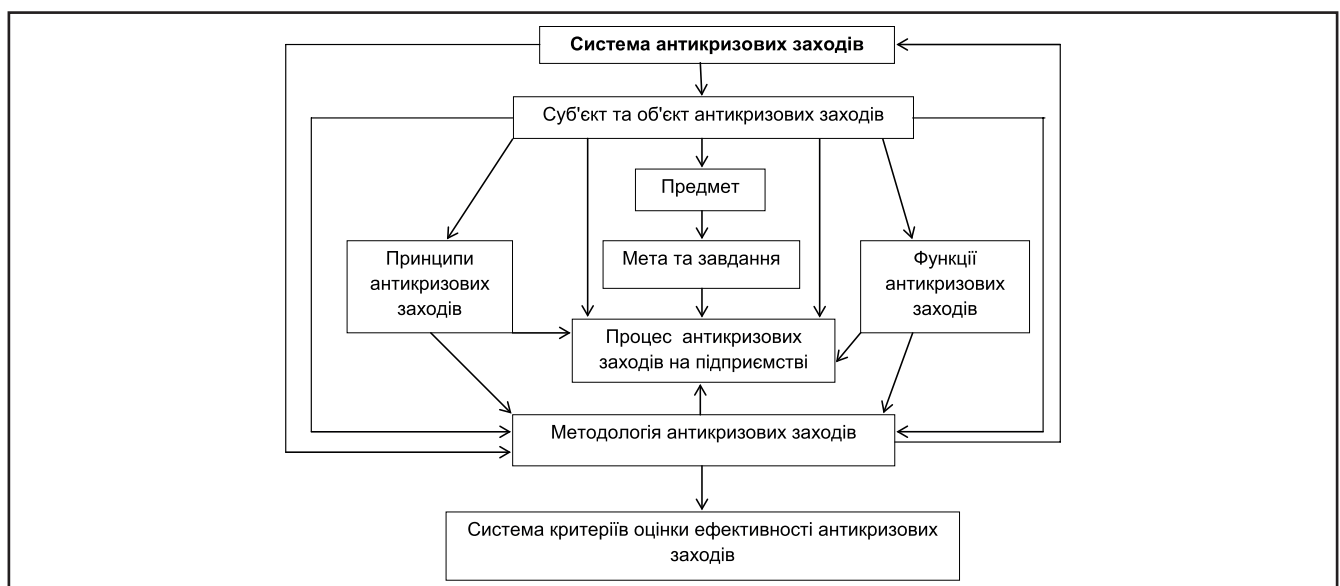 Система антикризових заходів
Суб'єкт та об'єкт антикризових заходів
Предмет
Принципи
антикризових
заходів
Мета та завдання
Функції
антикризових
заходів
Процес антикризових
заходів на підприємстві
Методологія антикризових заходів
Система критеріїв оцінки ефективності антикризових
заходів